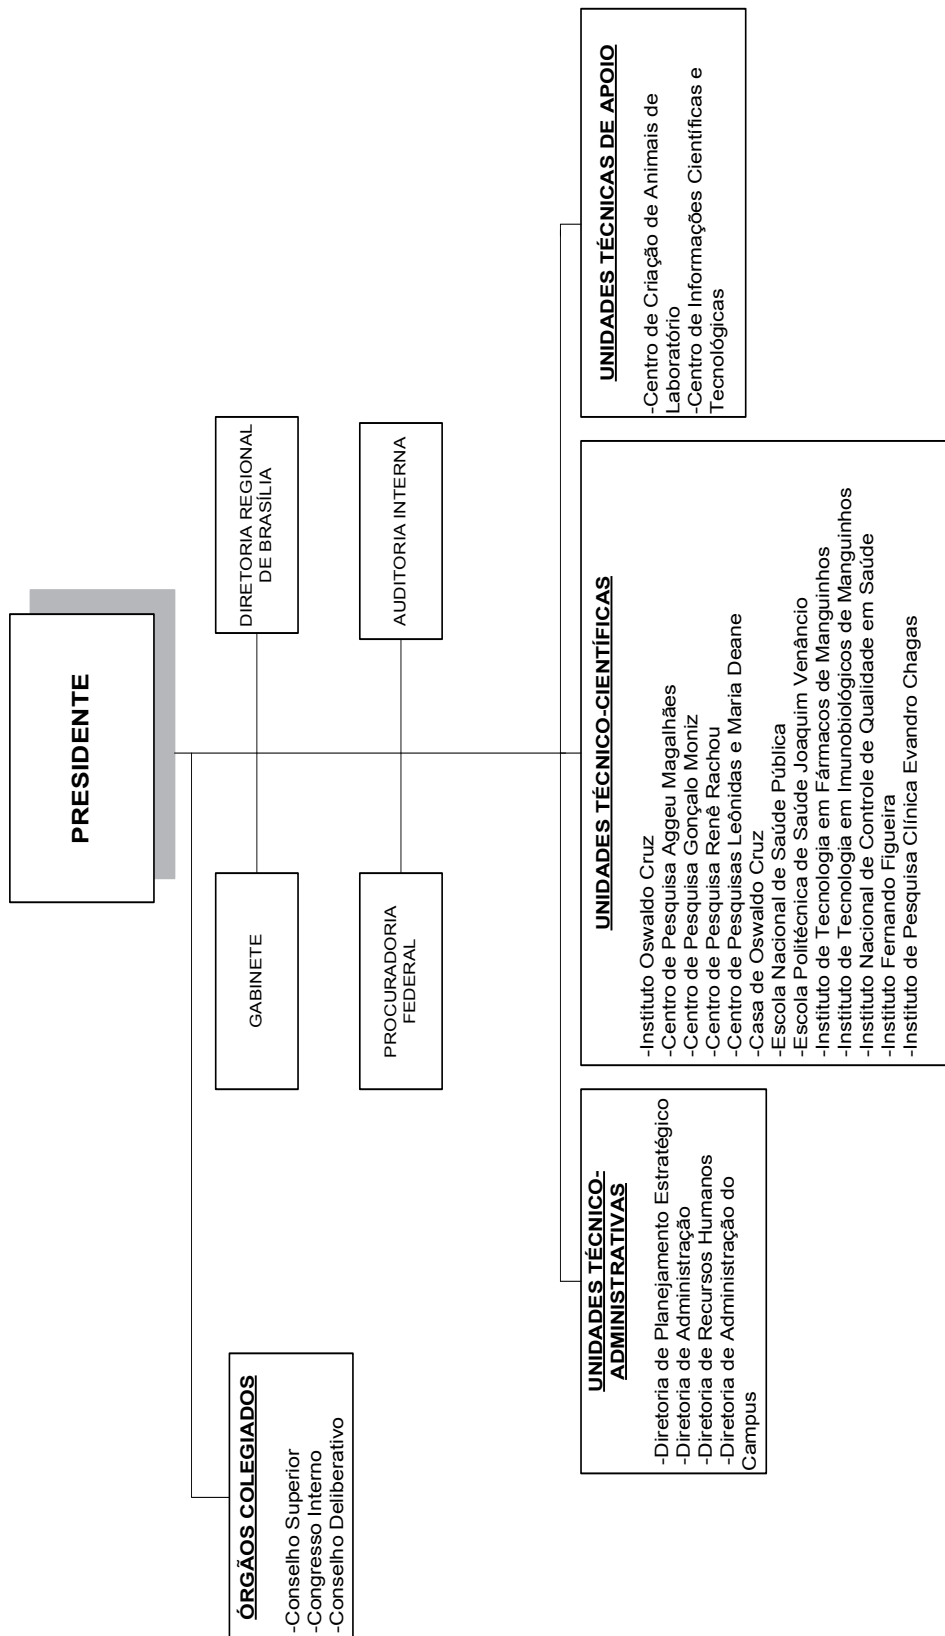 PRESIDENTE
ÓRGÃOS COLEGIADOS
-Conselho Superior
-Congresso Interno
-Conselho Deliberativo
GABINETE
DIRETORIA REGIONAL
DE BRASÍLIA
PROCURADORIA
FEDERAL
AUDITORIA INTERNA
UNIDADES TÉCNICO-
ADMINISTRATIVAS
-Diretoria de Planejamento Estratégico
-Diretoria de Administração
-Diretoria de Recursos Humanos
-Diretoria de Administração do
Campus
UNIDADES TÉCNICO-CIENTÍFICAS
-Instituto Oswaldo Cruz
-Centro de Pesquisa Aggeu Magalhães
-Centro de Pesquisa Gonçalo Moniz
-Centro de Pesquisa Renê Rachou
-Centro de Pesquisas Leônidas e Maria Deane
-Casa de Oswaldo Cruz
-Escola Nacional de Saúde Pública
-Escola Politécnica de Saúde Joaquim Venâncio
-Instituto de Tecnologia em Fármacos de Manguinhos
-Instituto de Tecnologia em Imunobiológicos de Manguinhos
-Instituto Nacional de Controle de Qualidade em Saúde
-Instituto Fernando Figueira
-Instituto de Pesquisa Clínica Evandro Chagas
UNIDADES TÉCNICAS DE APOIO
-Centro de Criação de Animais de
Laboratório
-Centro de Informações Científicas e
Tecnológicas